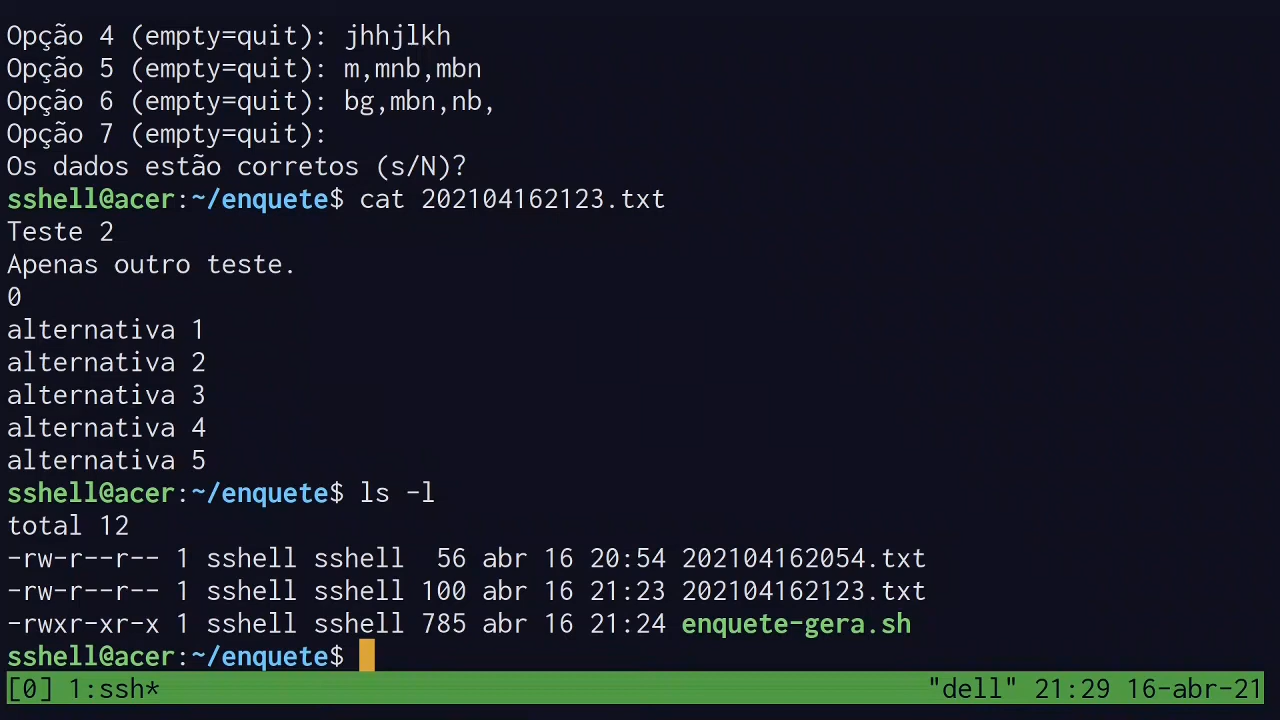 Opção 4 (empty=quit): jhhjlkh
Opção 5 (empty=quit): m,mnb,mbn
Opção 6 (empty=quit): bg,mbn,nb,
Opção 7 (empty=quit):
Os dados estão corretos (s/N)?
sshell@acer:~/enquete$ cat 202104162123.txt
Teste 2
Apenas outro teste.
0
alternativa 1
alternativa 2
alternativa 3
alternativa 4
alternativa 5
sshell@acer:~/enquete$ ls -l
total 12
-rw-r--r-- 1 sshell sshell  56 abr 16 20:54 202104162054.txt
-rw-r--r-- 1 sshell sshell 100 abr 16 21:23 202104162123.txt
-rwxr-xr-x 1 sshell sshell 785 abr 16 21:24 enquete-gera.sh
sshell@acer:~/enquete$
[0] 1:ssh* "dell" 21:29 16-abr-21